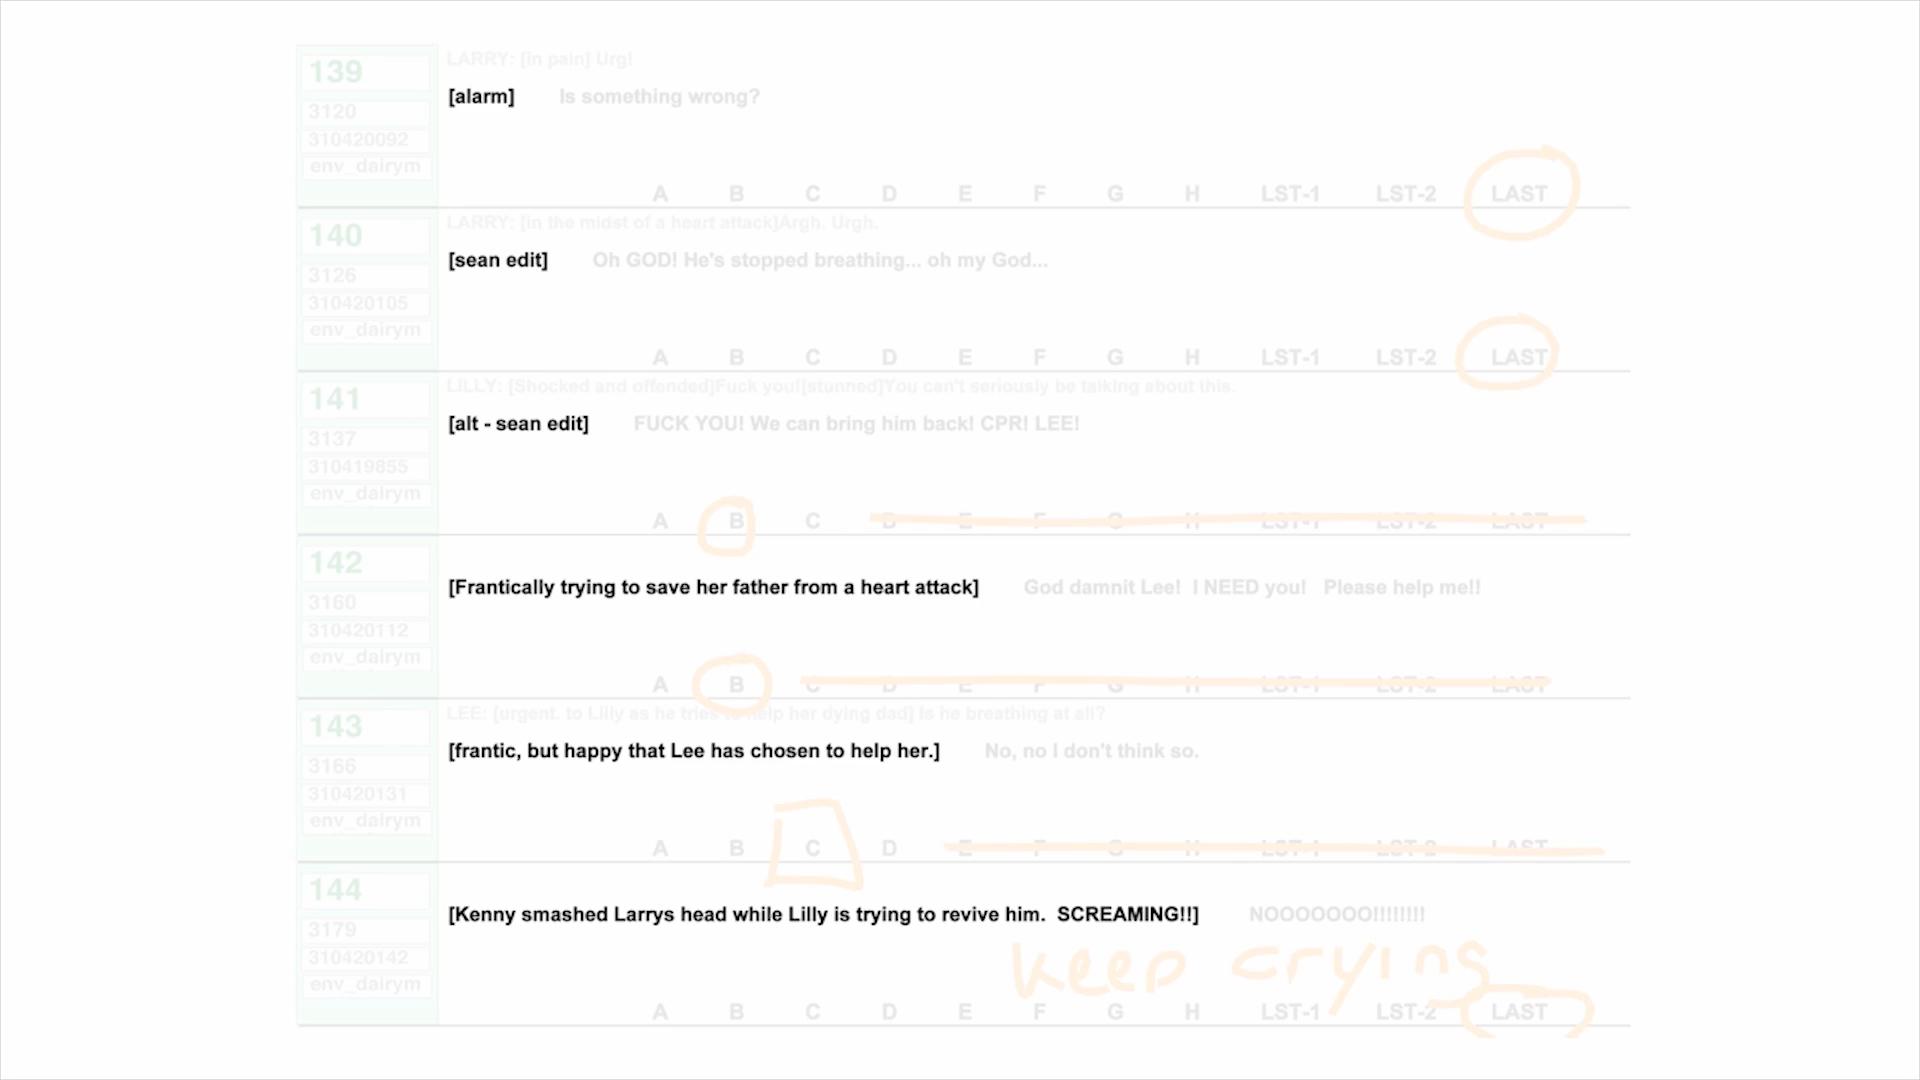 139
LARRY: [in pain] Urg!
[alarm] Is something wrong?
3120
310420092
env_dairym
A B C D E F G H LST-1 LST-2 LAST
140
LARRY: [in the midst of a heart attack]Argh. Urgh.
[sean edit] Oh GOD! He's stopped breathing... oh my God...
3126
310420105
env_dairym
A B C D E F G H LST-1 LST-2 LAST
141
LILLY: [Shocked and offended]Fuck you![stunned]You can't seriously be talking about this.
[alt - sean edit] FUCK YOU! We can bring him back! CPR! LEE!
3137
310419855
env_dairym
A B C D E F G H LST-1 LST-2 LAST
142
[Frantically trying to save her father from a heart attack] God damnit Lee! I NEED you! Please help me!!
3160
310420112
env_dairym
A B C D E F G H LST-1 LST-2 LAST
143
LEE: [urgent. to Lilly as he tries to help her dying dad] Is he breathing at all?
[frantic, but happy that Lee has chosen to help her.] No, no I don't think so.
3166
310420131
env_dairym
A B C D E F G H LST-1 LST-2 LAST
144
[Kenny smashed Larrys head while Lilly is trying to revive him. SCREAMING!!] NOOOOOOO!!!!!!!!
3179
310420142
env_dairym
keep crying
A B C D E F G H LST-1 LST-2 LAST